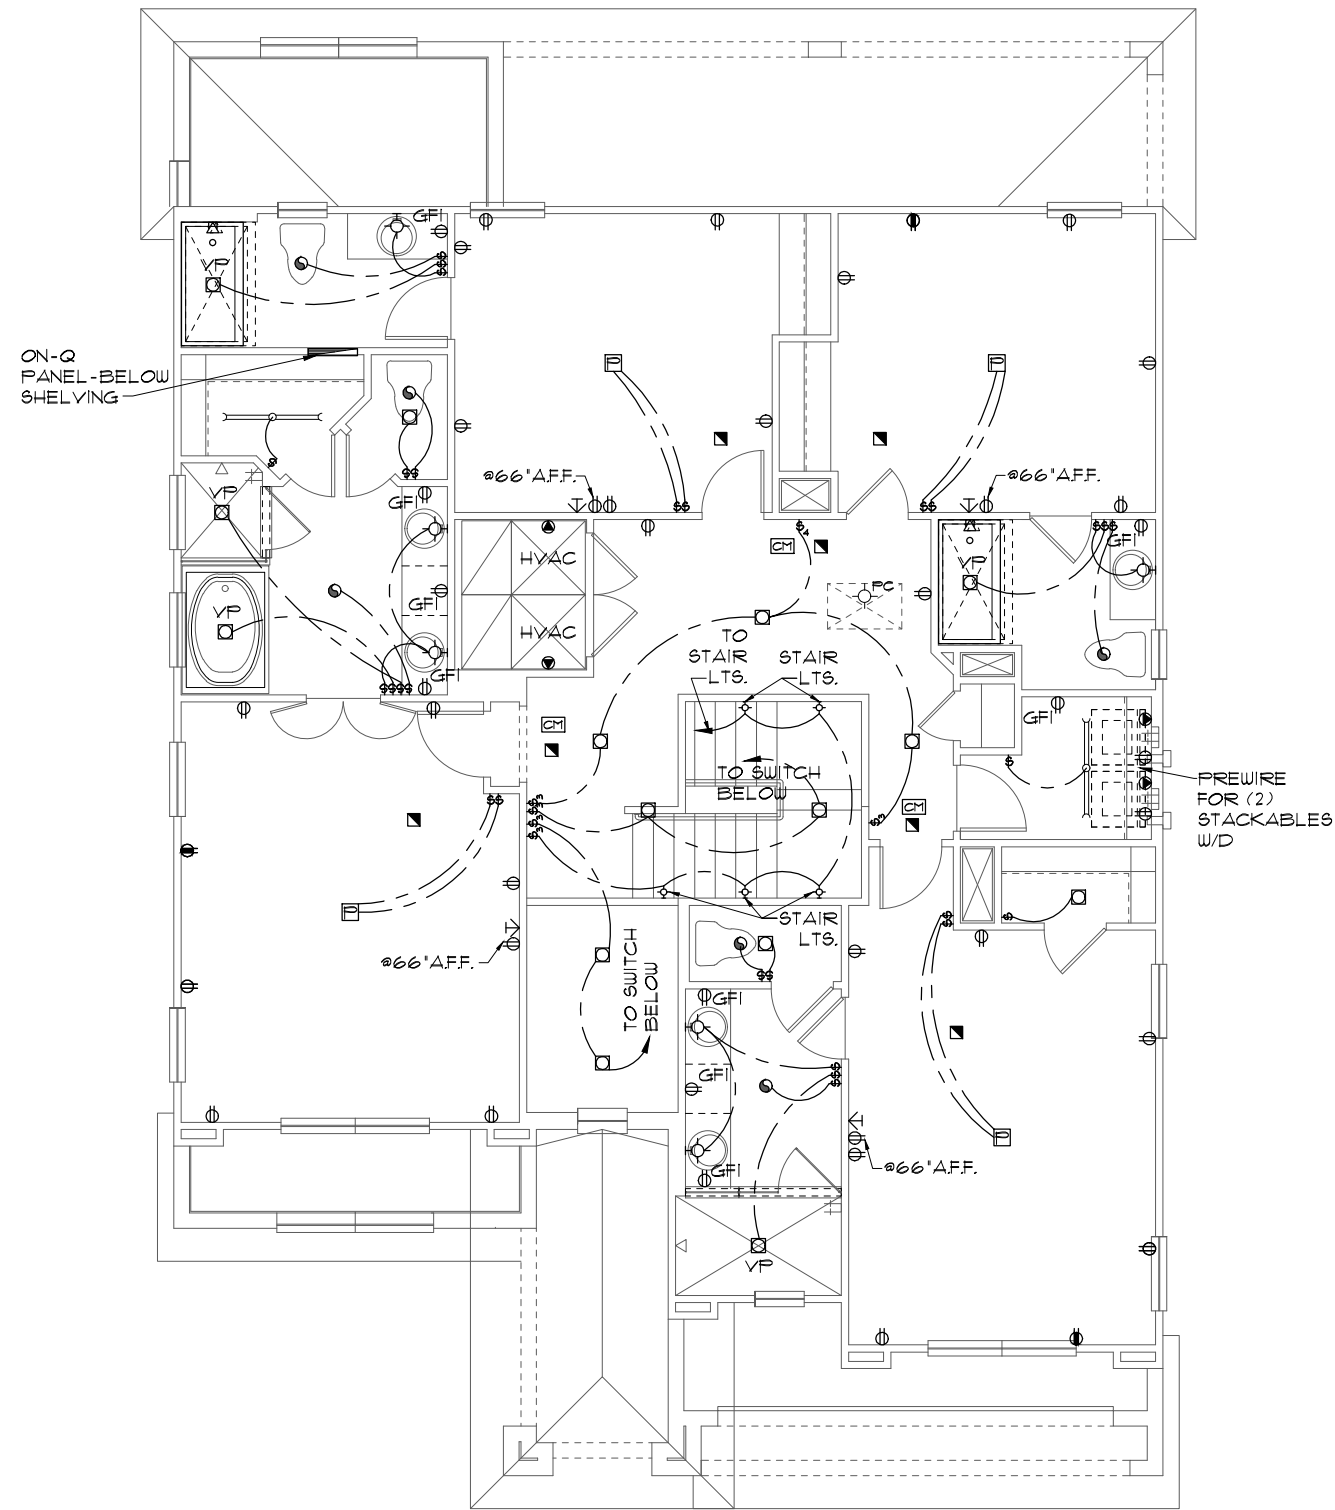 GFI
VP
ON-Q
PANEL-BELOW
SHELVING
@66"A.F.F.
@66"A.F.F.
VP
GFI
HVAC
CM
GFI
VP
PC
GFI
VP
HVAC
TO
STAIR
LTS.
STAIR
LTS.
GFI
CM
GFI
TO SWITCH
BELOW
PREWIRE
FOR (2)
STACKABLES
W/D
CM
STAIR
LTS.
@66"A.F.F.
TO SWITCH
BELOW
GFI
GFI
GFI
@66"A.F.F.
VP